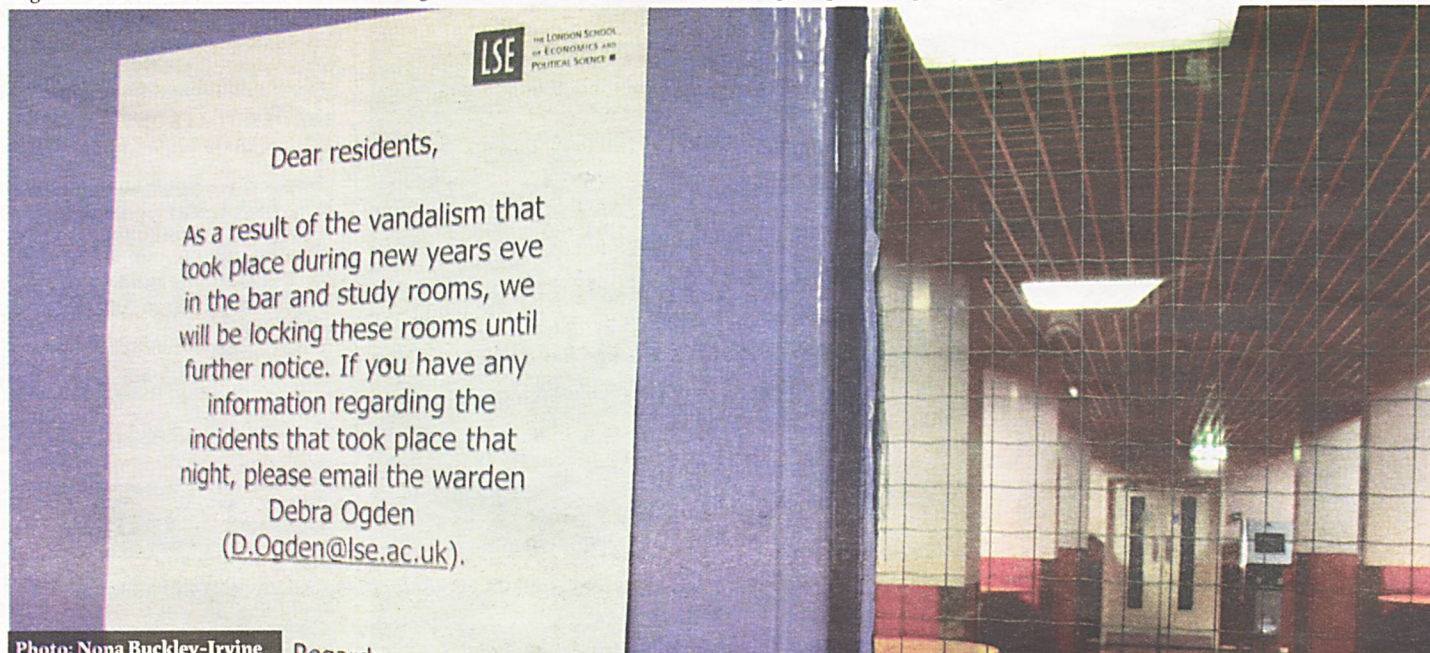 LSE
THE LONDON SCHOOL
OF ECONOMICS AND
POLITICAL SCIENCE ■
Dear residents,
As a result of the vandalism that
took place during new years eve
in the bar and study rooms, we
will be locking these rooms until
further notice. If you have any
information regarding the
incidents that took place that
night, please email the warden
Debra Ogden
(D.Ogden@lse.ac.uk).
Photo: Nona Buckley-Irvine